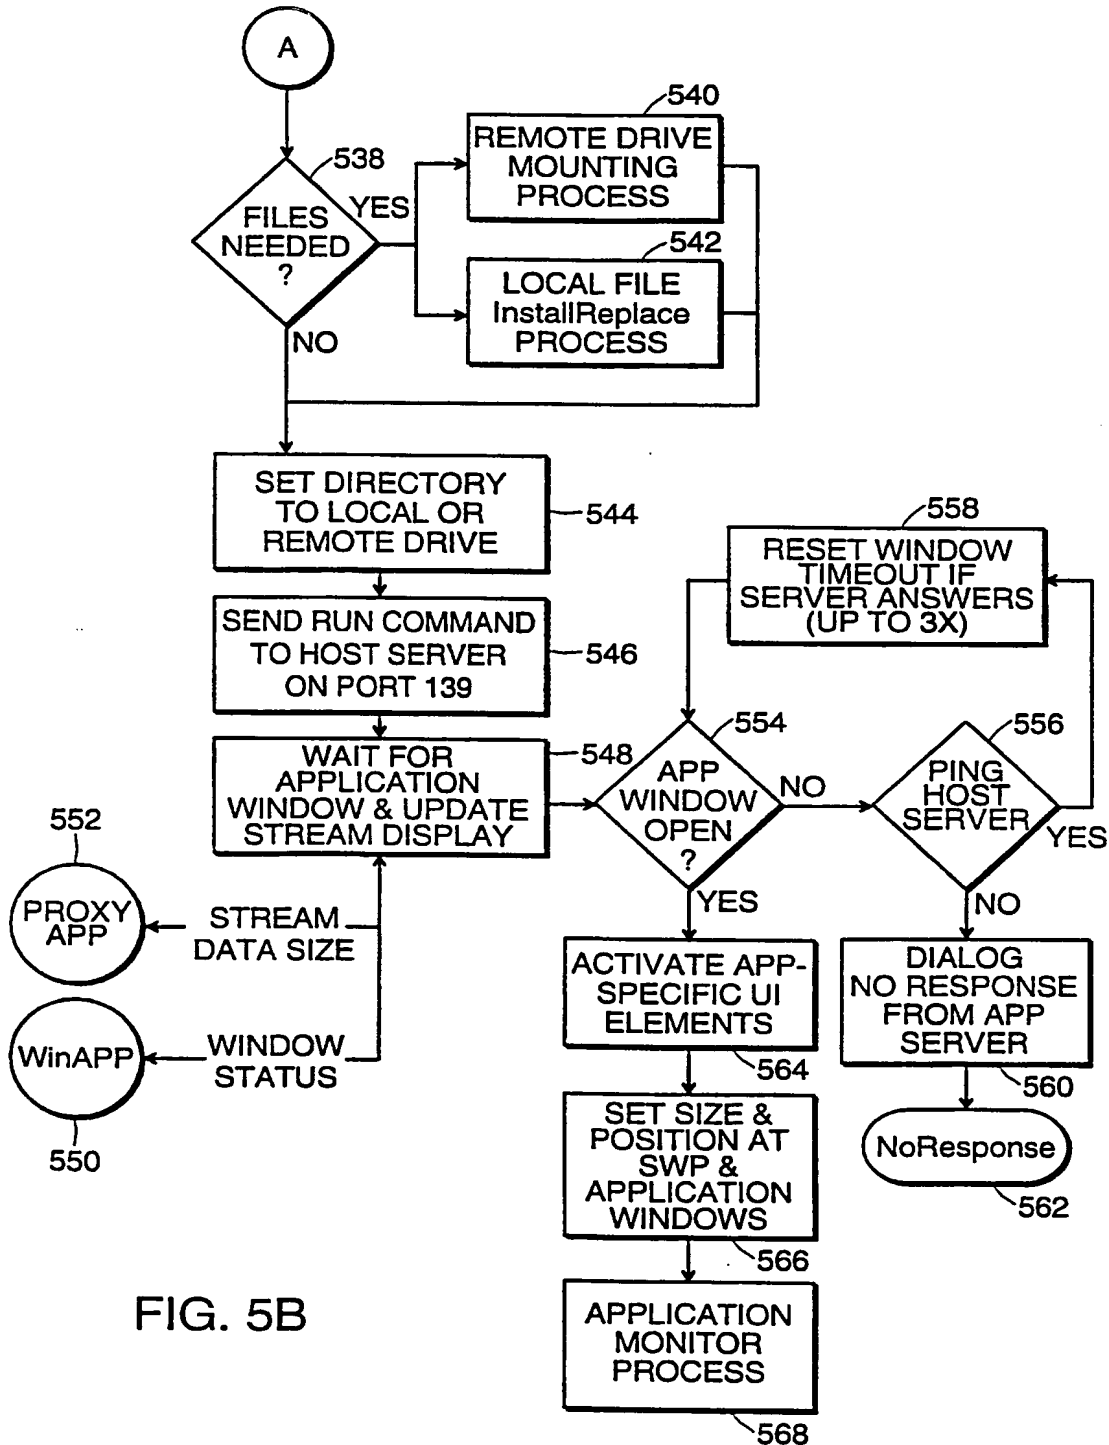 A
538
FILES
NEEDED
?
YES
NO
540
REMOTE DRIVE
MOUNTING
PROCESS
542
LOCAL FILE
InstallReplace
PROCESS
SET DIRECTORY
TO LOCAL OR
REMOTE DRIVE
544
SEND RUN COMMAND
TO HOST SERVER
ON PORT 139
546
WAIT FOR
APPLICATION
WINDOW & UPDATE
STREAM DISPLAY
548
552
PROXY
APP
STREAM
DATA SIZE
WinAPP
WINDOW
STATUS
550
558
RESET WINDOW
TIMEOUT IF
SERVER ANSWERS
(UP TO 3X)
554
APP
WINDOW
OPEN
?
NO
YES
556
PING
HOST
SERVER
YES
NO
ACTIVATE APP-
SPECIFIC UI
ELEMENTS
564
DIALOG
NO RESPONSE
FROM APP
SERVER
560
SET SIZE &
POSITION AT
SWP &
APPLICATION
WINDOWS
566
NoResponse
562
APPLICATION
MONITOR
PROCESS
568
FIG. 5B